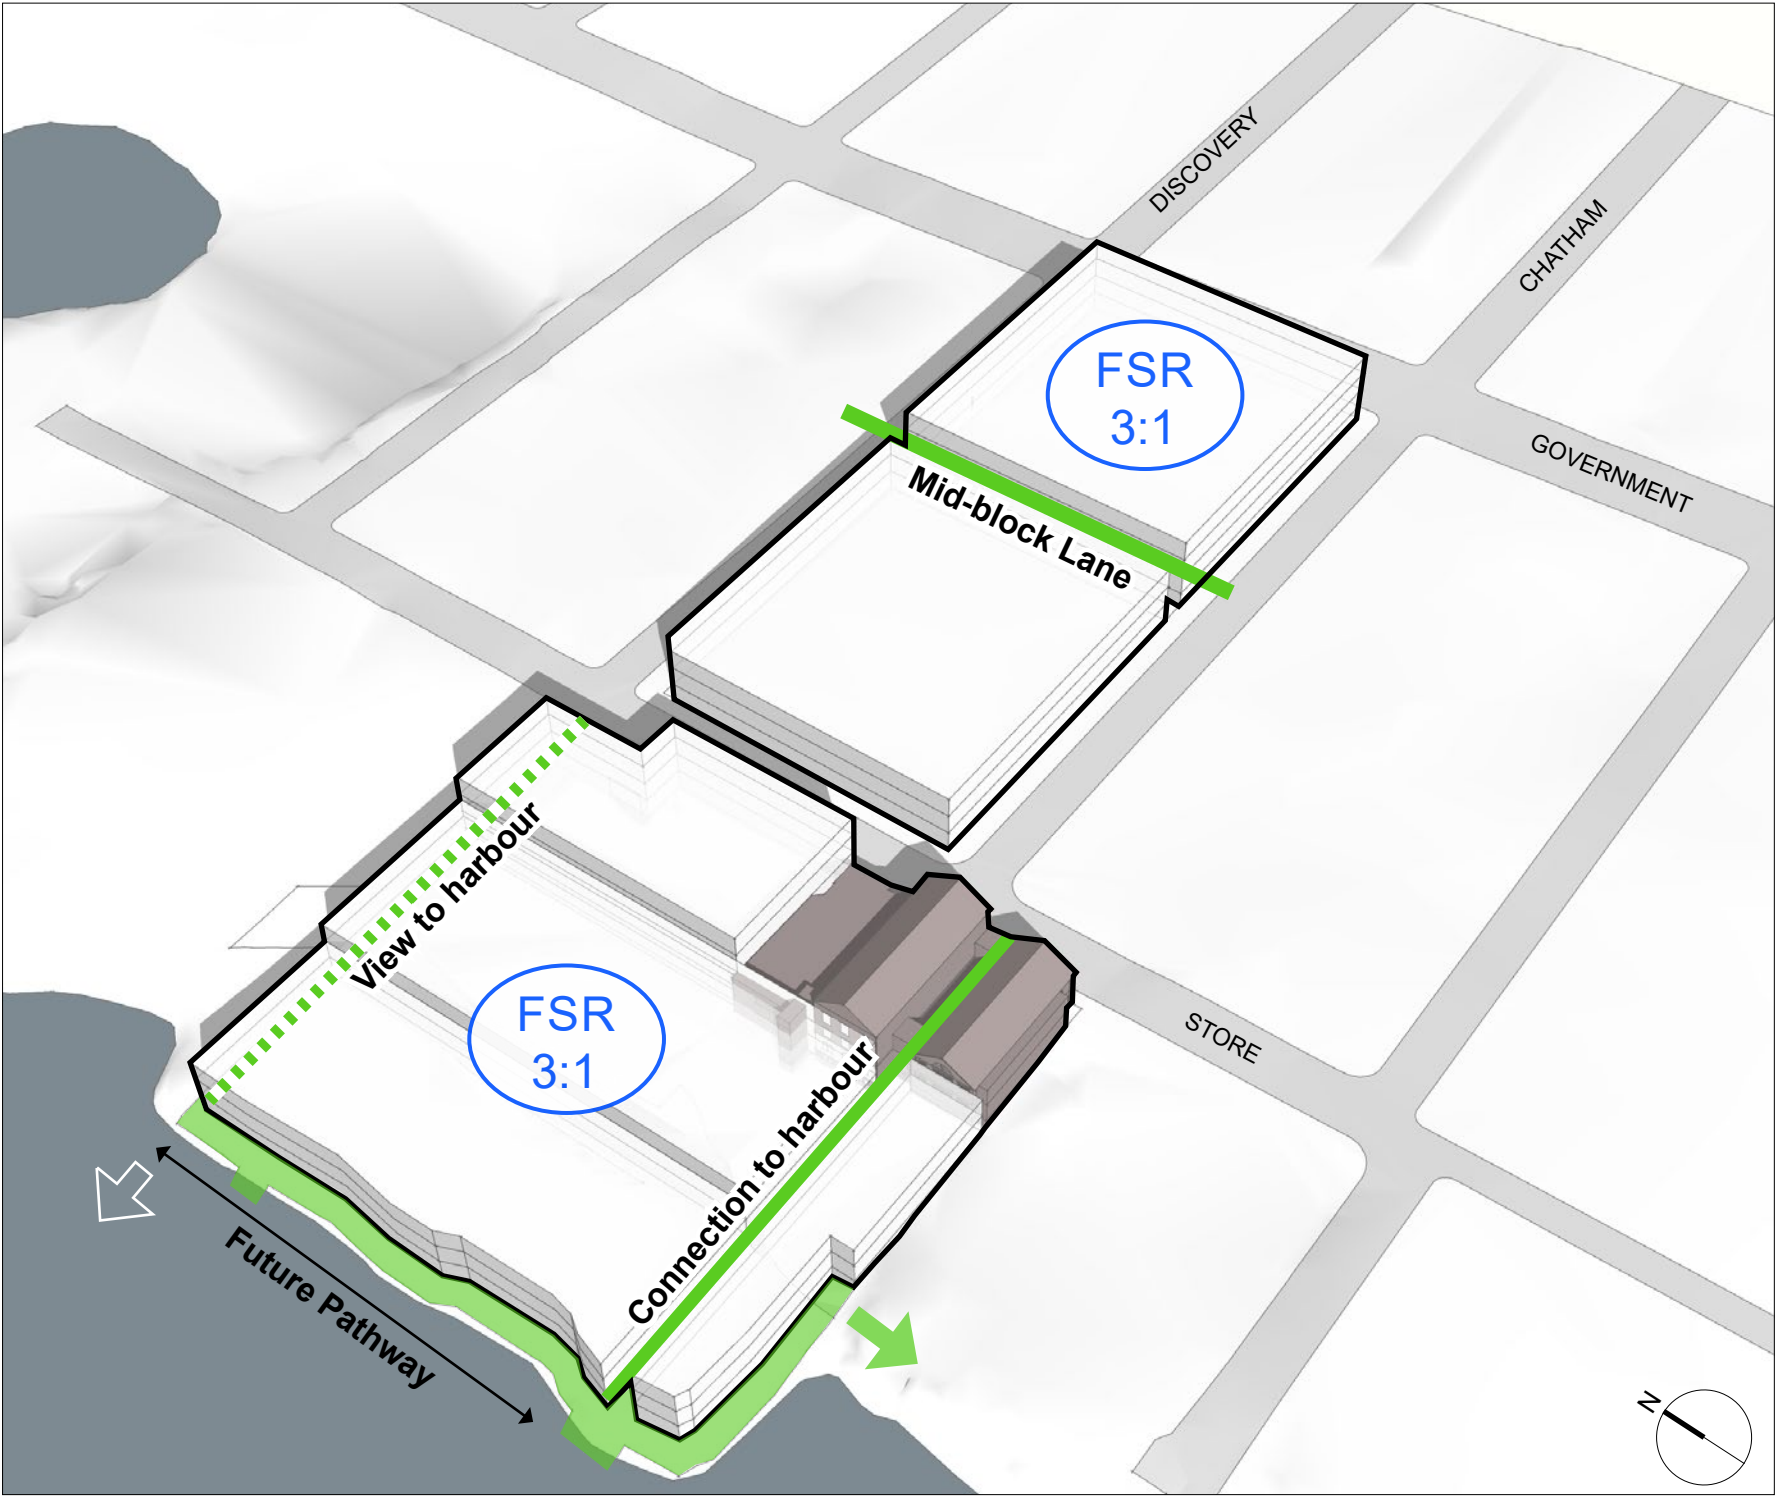 DISCOVERY
CHATHAM
FSR
3:1
GOVERNMENT
Mid-block Lane
View to harbour
FSR
3:1
STORE
Connection to harbour
Future Pathway
N